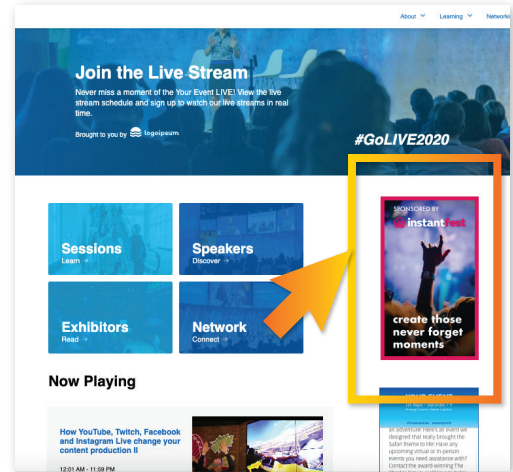 About Learning Networki
Join the Live Stream
Never miss a moment of the Your Event LIVE! View the live
stream schedule and sign up to watch our live streams in real
time.
Brought to you by logoipsum
#GoLIVE2020
SPONSORED BY
instantfest
create those
never forget
moments
Sessions
Learn →
Speakers
Discover →
Exhibitors
Read →
Network
Connect →
Now Playing
How YouTube, Twitch, Facebook
and Instagram Live change your
content production II
12:01 AM - 11:59 PM
YOUR EVENT
an adventure! Here's an event we
designed that really brought the
Safari theme to life! Have any
upcoming virtual or in-person
events you need assistance with?
Contact the award-winning The